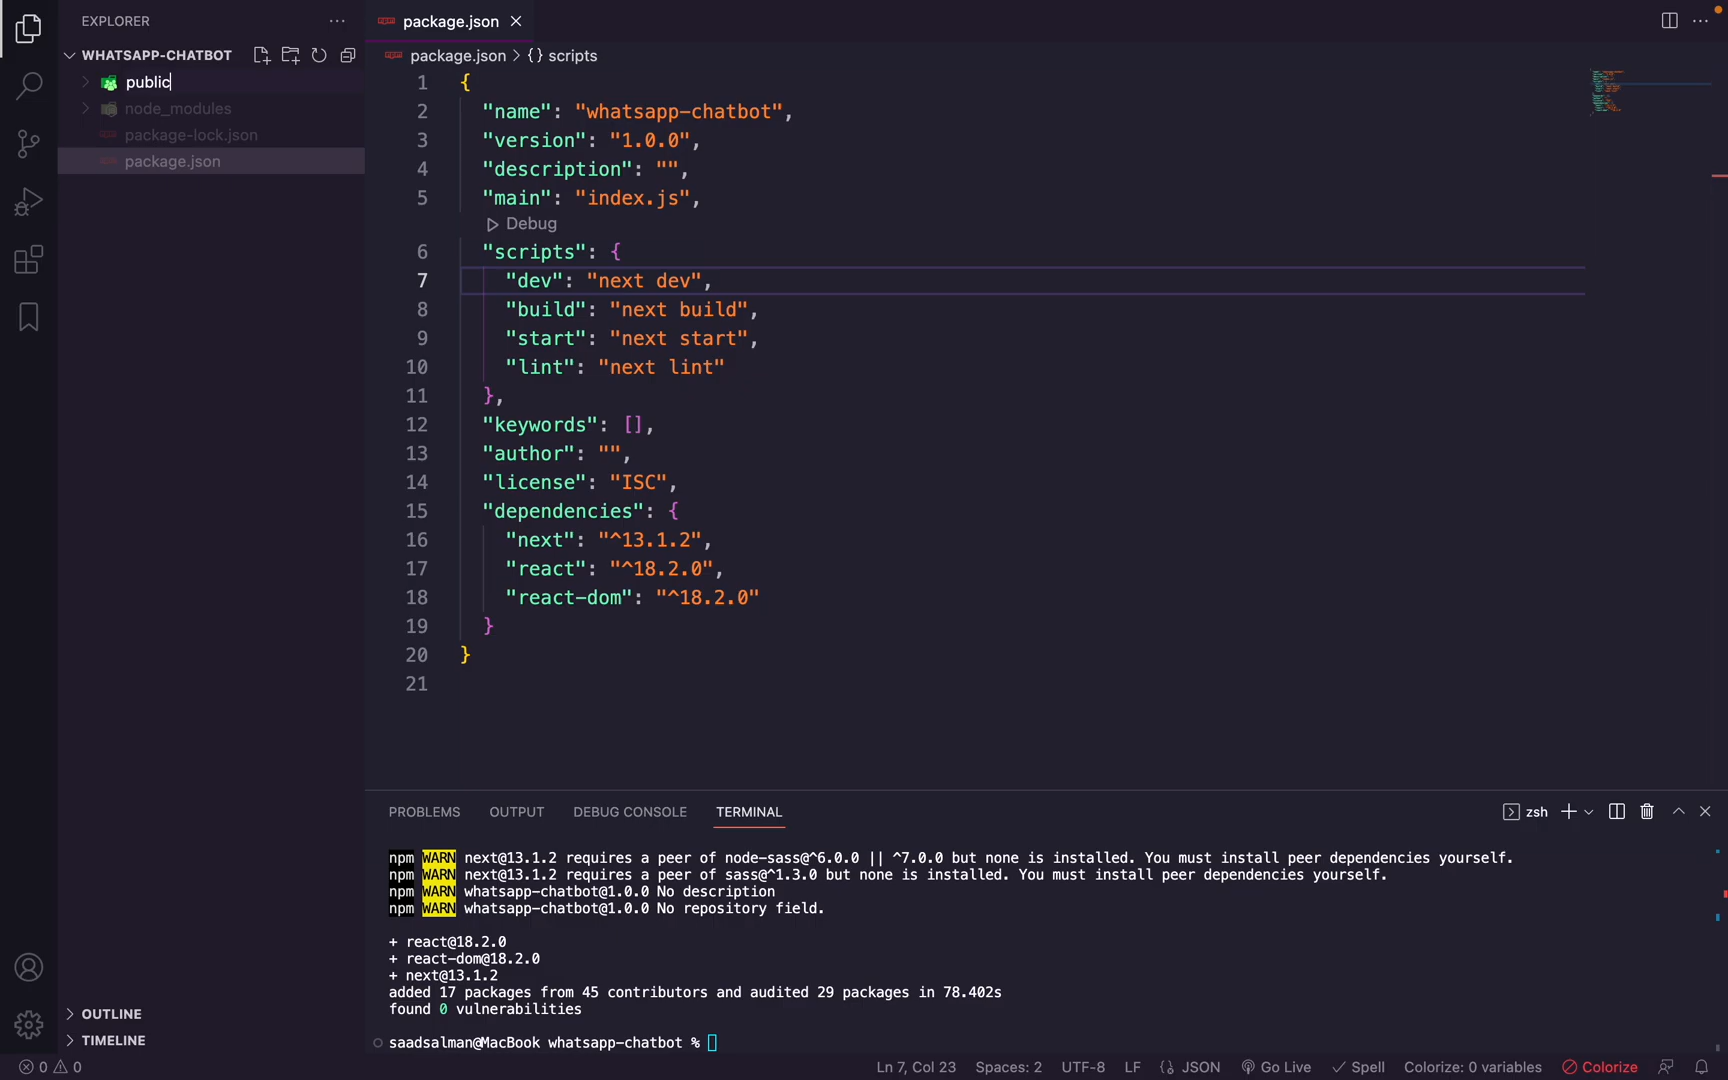 EXPLORER
WHATSAPP-CHATBOT
public
node_modules
package-lock.json
package.json
package.json
package.json > {} scripts
1 {
2 "name": "whatsapp-chatbot",
3 "version": "1.0.0",
4 "description": "",
5 "main": "index.js",
Debug
6 "scripts": {
7 "dev": "next dev",
8 "build": "next build",
9 "start": "next start",
10 "lint": "next lint"
11 },
12 "keywords": [],
13 "author": "",
14 "license": "ISC",
15 "dependencies": {
16 "next": "^13.1.2",
17 "react": "^18.2.0",
18 "react-dom": "^18.2.0"
19 }
20 }
21
PROBLEMS OUTPUT DEBUG CONSOLE TERMINAL zsh
npm WARN next@13.1.2 requires a peer of node-sass@^6.0.0 || ^7.0.0 but none is installed. You must install peer dependencies yourself.
npm WARN next@13.1.2 requires a peer of sass@^1.3.0 but none is installed. You must install peer dependencies yourself.
npm WARN whatsapp-chatbot@1.0.0 No description
npm WARN whatsapp-chatbot@1.0.0 No repository field.
+ react@18.2.0
+ react-dom@18.2.0
+ next@13.1.2
added 17 packages from 45 contributors and audited 29 packages in 78.402s
found 0 vulnerabilities
saadsalman@MacBook whatsapp-chatbot %
OUTLINE
TIMELINE
0 0 Ln 7, Col 23 Spaces: 2 UTF-8 LF {} JSON Go Live Spell Colorize: 0 variables Colorize